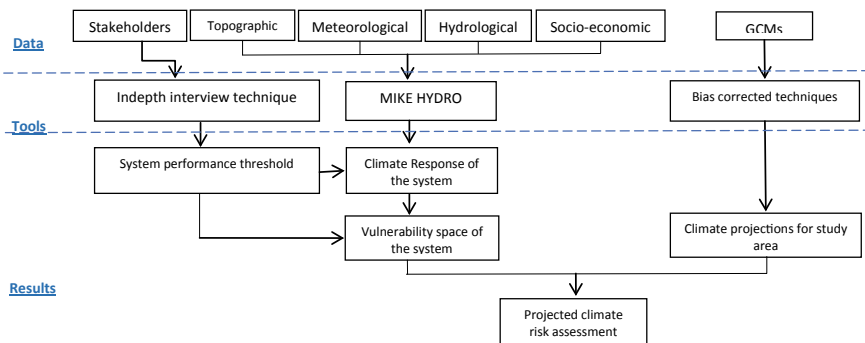 Stakeholders
Topographic
Meteorological
Hydrological
Socio-economic
GCMs
Data
Indepth interview technique
MIKE HYDRO
Bias corrected techniques
Tools
System performance threshold
Climate Response of
the system
Vulnerability space of
the system
Climate projections for study
area
Results
Projected climate
risk assessment